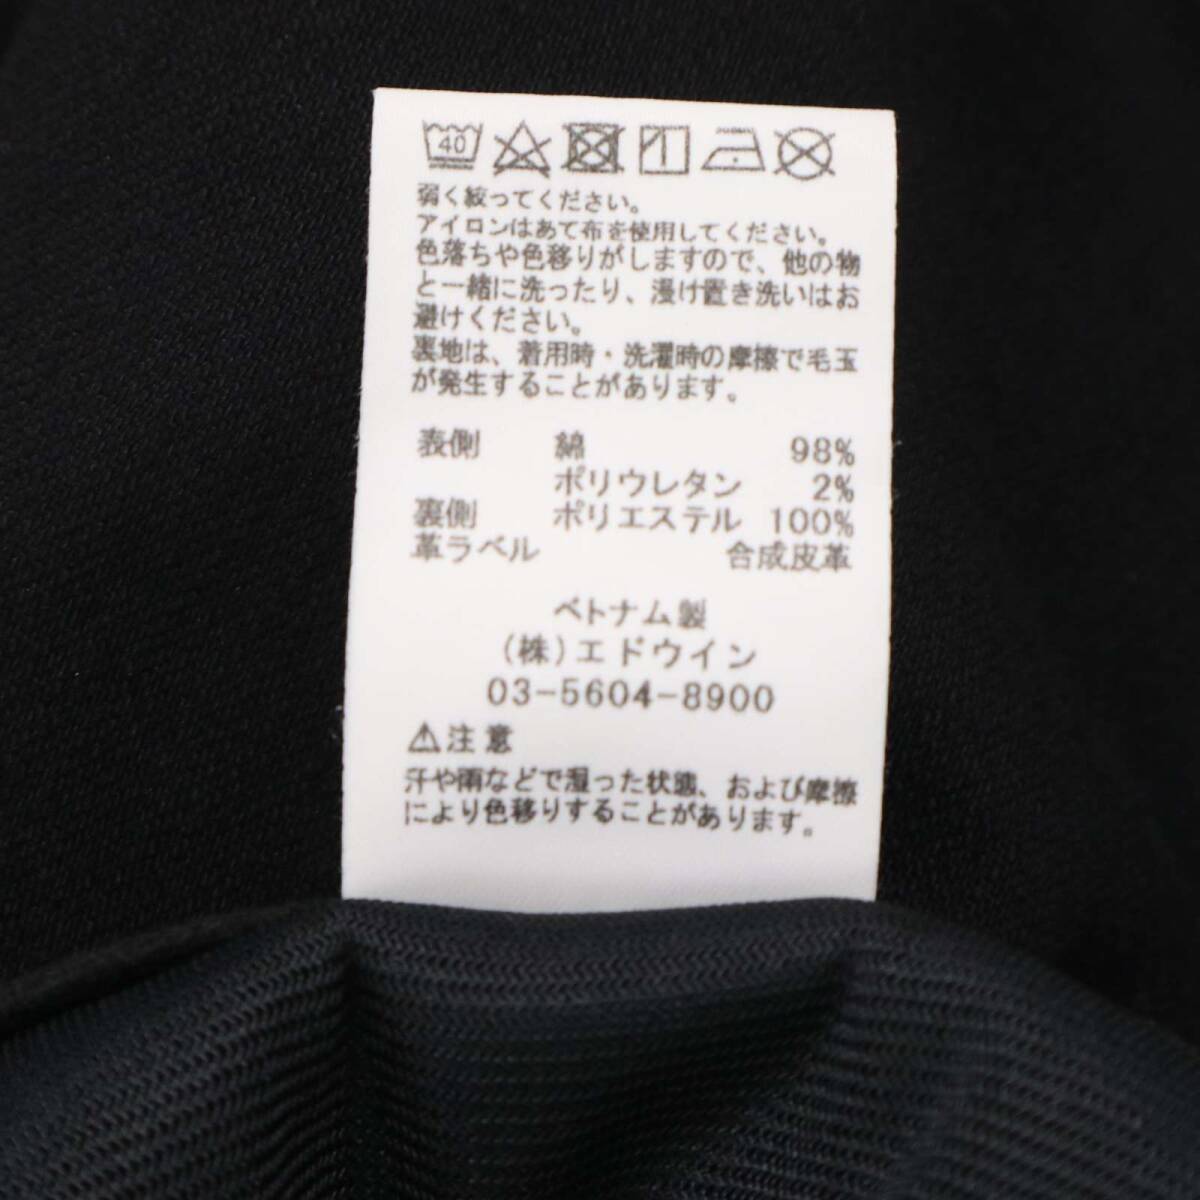 40
弱く絞ってください。
アイロンはあて布を使用してください。
色落ちや色移りがしますので、他の物
と一緒に洗ったり、漫け置き洗いはお
避けください。
裏地は、着用時・洗濯時の摩擦で毛玉
が発生することがあります。
表側 綿 98%
ポリウレタン 2%
裏側 ポリエステル 100%
革ラベル 合成皮革
ベトナム製
(株)エドウイン
03-5604-8900
⚠注意
汗や雨などで湿った状態、および摩擦
により色移りすることがあります。